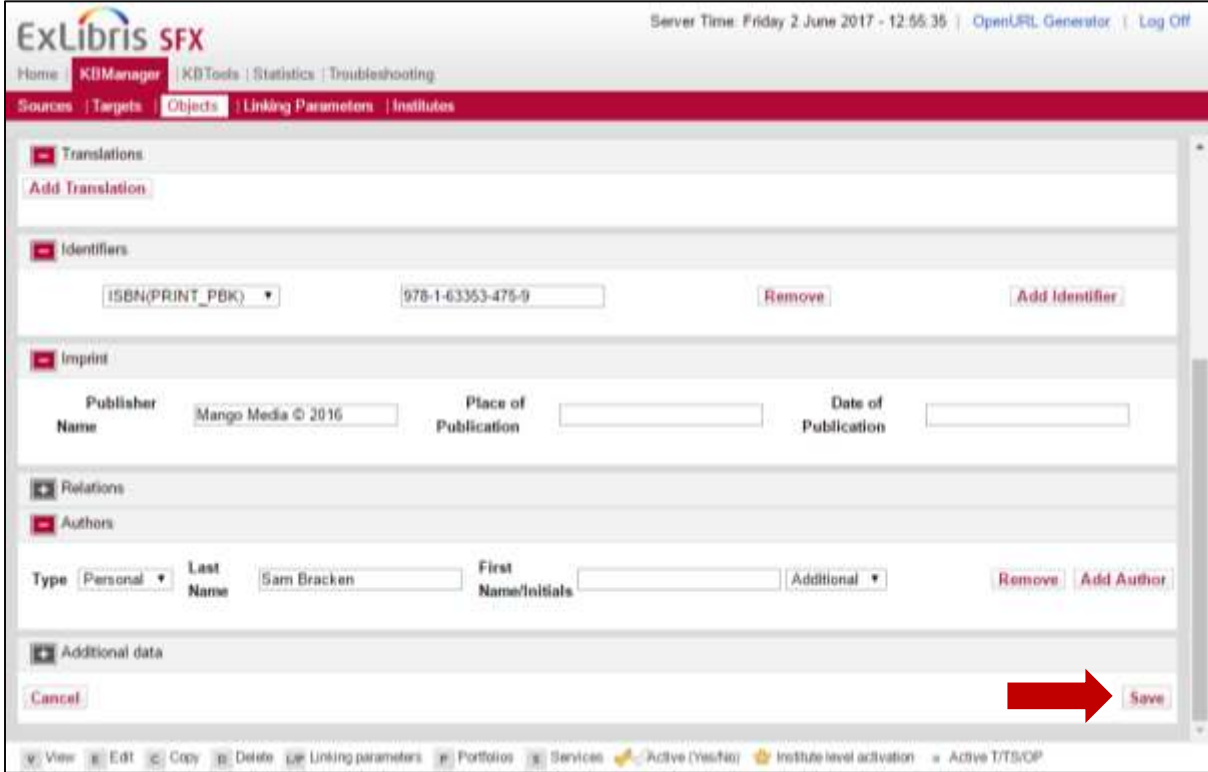 ExLibris SFX
Server Time: Friday 2 June 2017 - 12:55:35 | OpenURL Generator | Log Off
Home | KBManager | KBTools | Statistics | Troubleshooting
Sources | Targets | Objects | Linking Parameters | Institutes
Translations
Add Translation
Identifiers
ISBN(PRINT_PBK) 978-1-63353-475-9 Remove Add Identifier
Imprint
Publisher Name Mango Media © 2016 Place of Publication Date of Publication
Relations
Authors
Type Personal Last Name Sam Bracken First Name/Initials Additional Remove Add Author
Additional data
Cancel Save
V View E Edit C Copy D Delete LP Linking parameters P Portfolios S Services Active (Yes/No) Institute level activation Active T/TS/OP